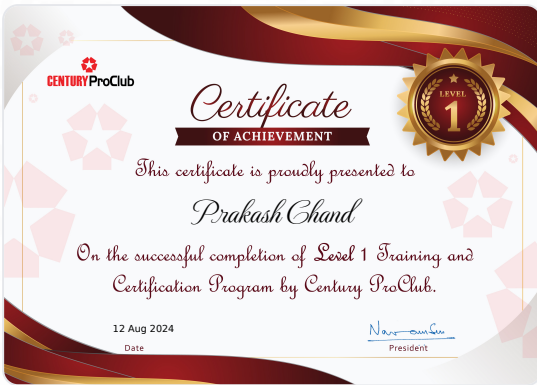 CENTURY ProClub
Certificate
OF ACHIEVEMENT
LEVEL
1
This certificate is proudly presented to
Prakash Chand
On the successful completion of Level 1 Training and
Certification Program by Century ProClub.
12 Aug 2024
Date
President